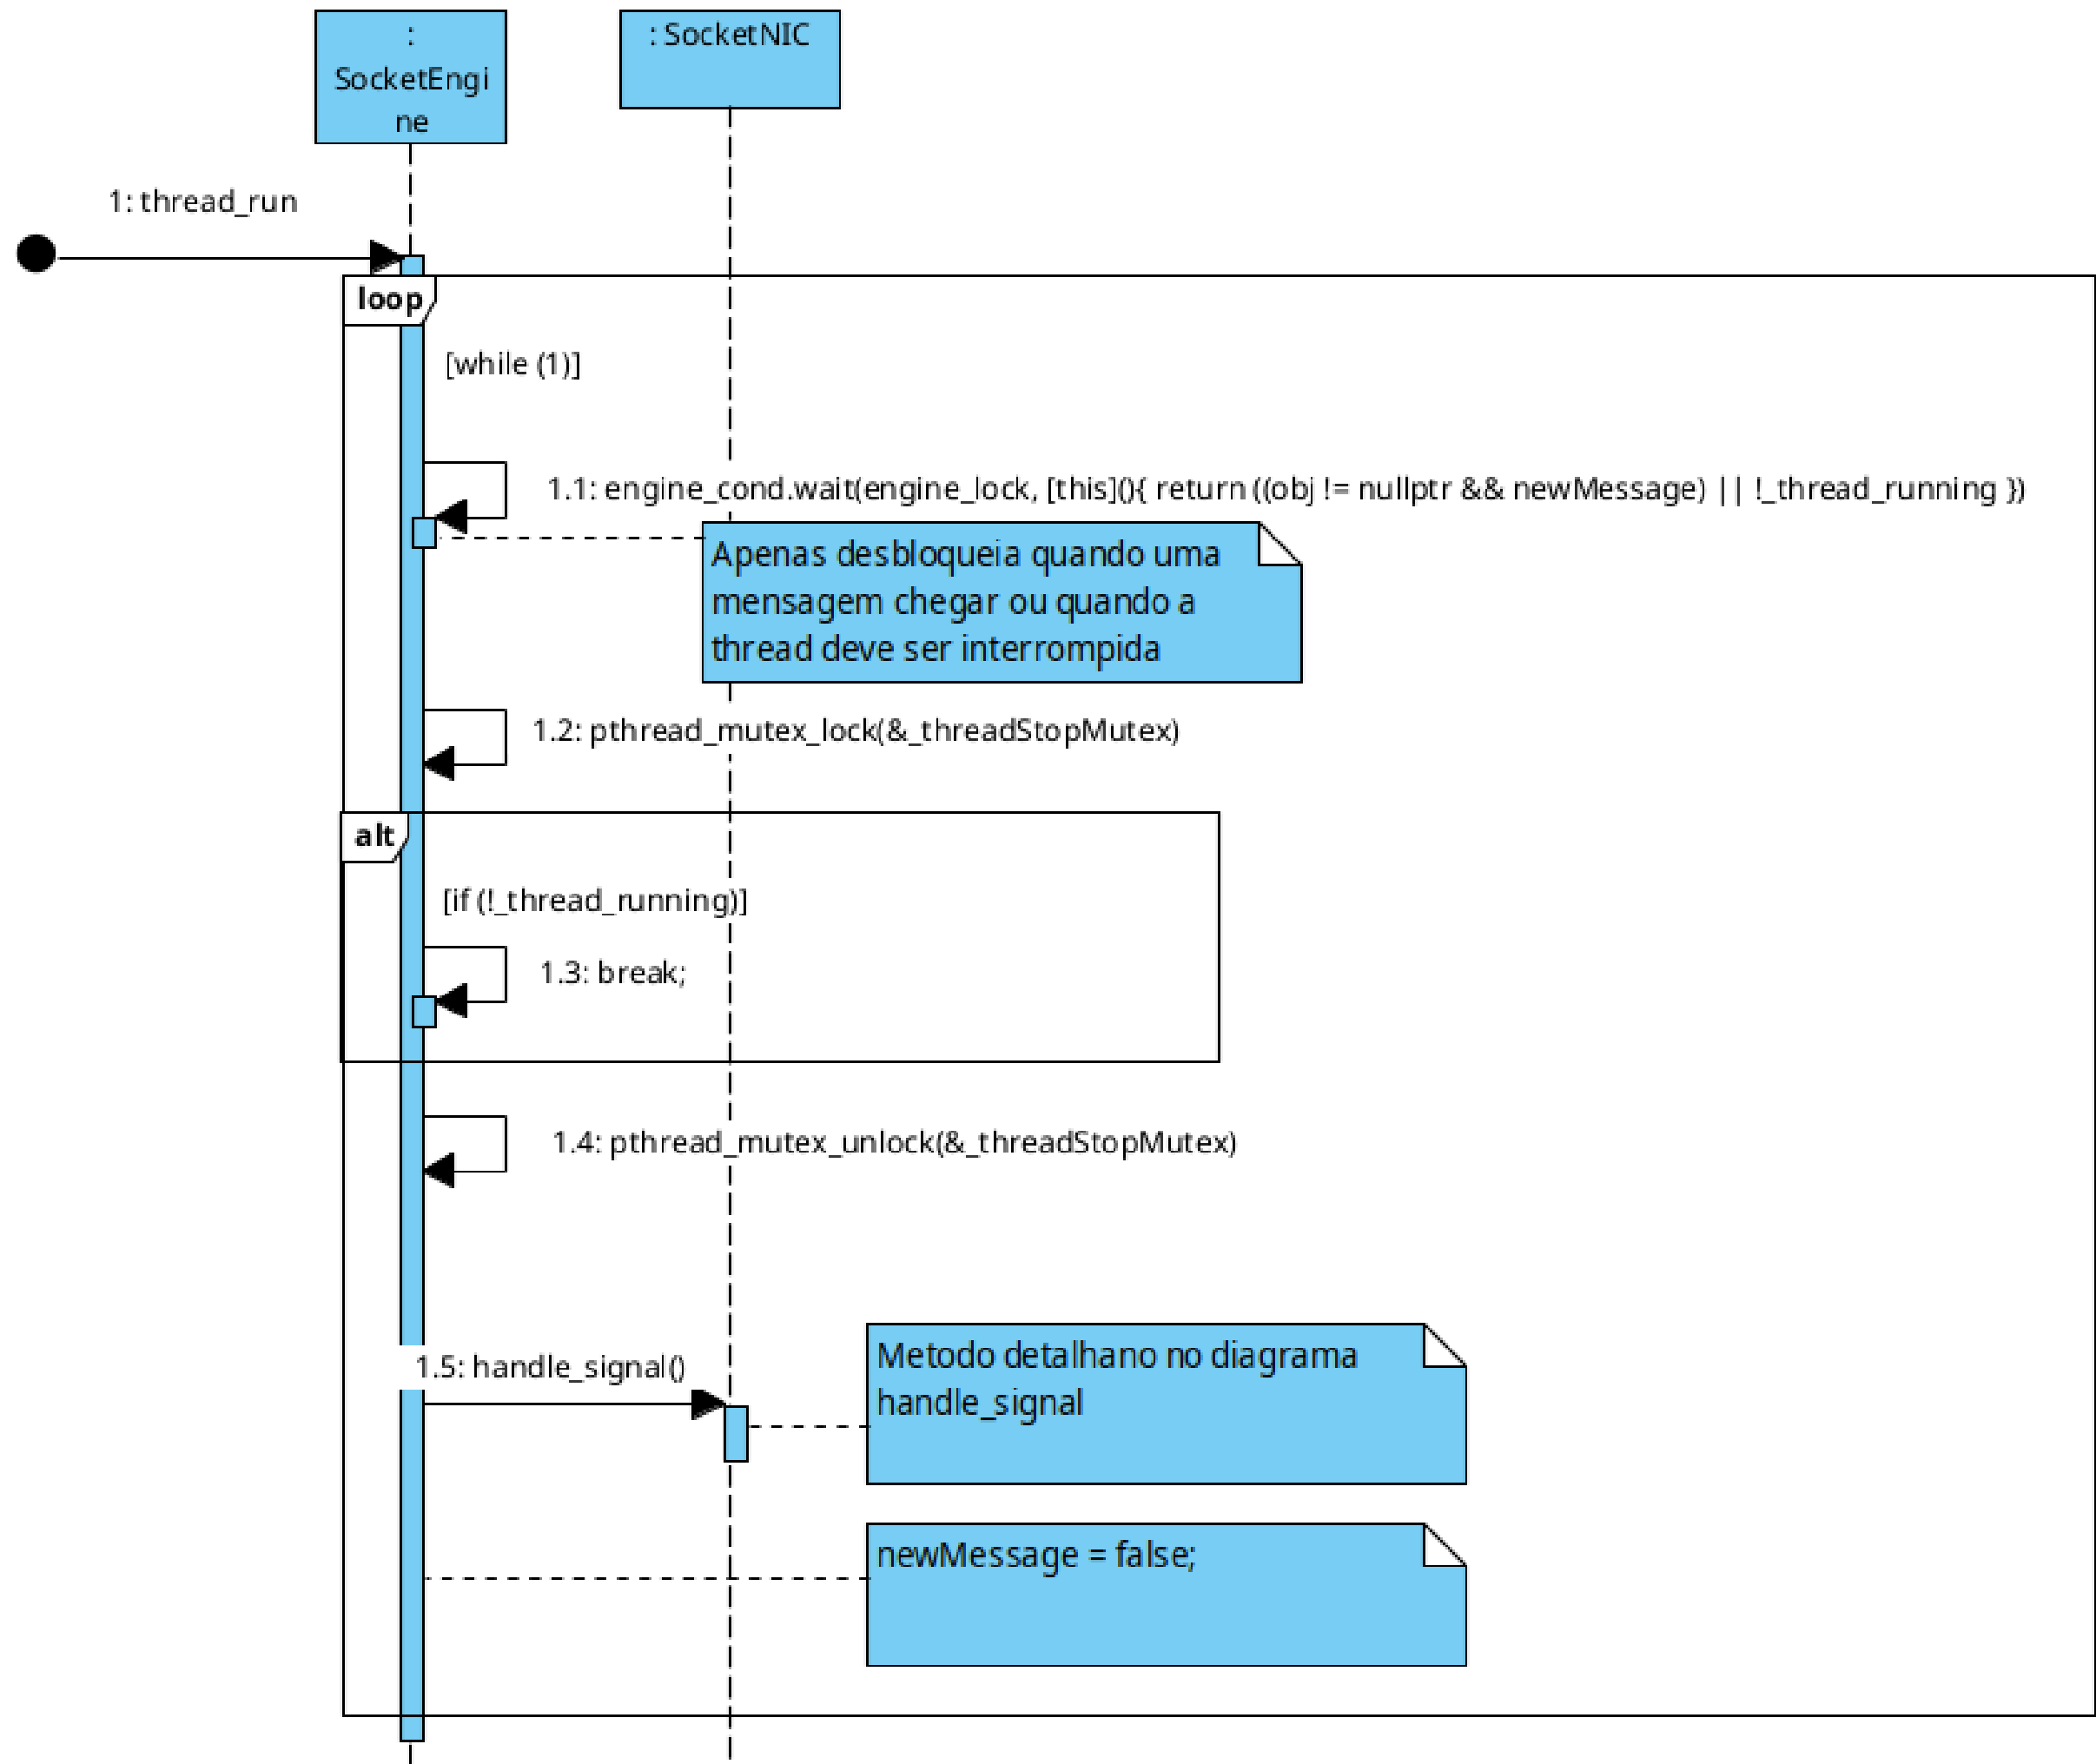 :
SocketEngi
ne
: SocketNIC
1: thread_run
loop
[while (1)]
1.1: engine_cond.wait(engine_lock, [this](){ return ((obj != nullptr && newMessage) || !_thread_running })
Apenas desbloqueia quando uma
mensagem chegar ou quando a
thread deve ser interrompida
1.2: pthread_mutex_lock(&_threadStopMutex)
alt
[if (!_thread_running)]
1.3: break;
1.4: pthread_mutex_unlock(&_threadStopMutex)
1.5: handle_signal()
Metodo detalhano no diagrama
handle_signal
newMessage = false;